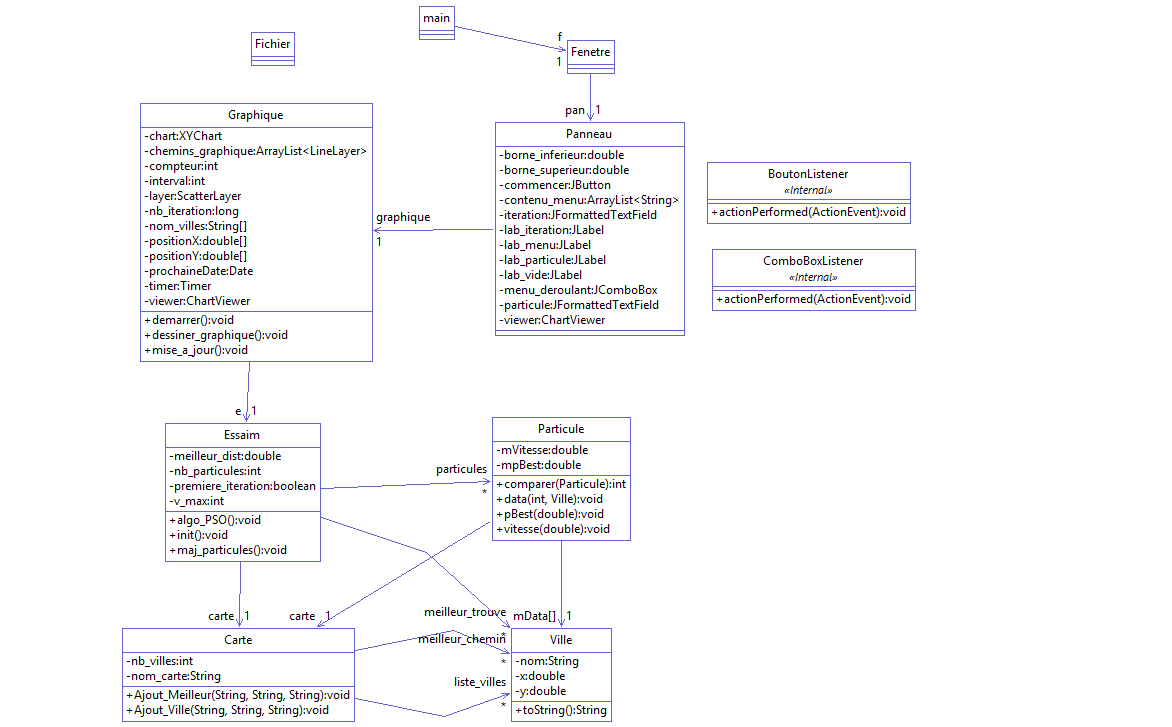 main
f
1
Fenetre
Fichier
pan 1
Graphique
-chart:XYChart
-chemins_graphique:ArrayList<LineLayer>
-compteur:int
-interval:int
-layer:ScatterLayer
-nb_iteration:long
-nom_villes:String[]
-positionX:double[]
-positionY:double[]
-prochaineDate:Date
-timer:Timer
-viewer:ChartViewer
+demarrer():void
+dessiner_graphique():void
+mise_a_jour():void
graphique
1
Panneau
-borne_inferieur:double
-borne_superieur:double
-commencer:JButton
-contenu_menu:ArrayList<String>
-iteration:JFormattedTextField
-lab_iteration:JLabel
-lab_menu:JLabel
-lab_particule:JLabel
-lab_vide:JLabel
-menu_deroulant:JComboBox
-particule:JFormattedTextField
-viewer:ChartViewer
BoutonListener
«Internal»
+actionPerformed(ActionEvent):void
ComboBoxListener
«Internal»
+actionPerformed(ActionEvent):void
e 1
Essaim
-meilleur_dist:double
-nb_particules:int
-premiere_iteration:boolean
-v_max:int
+algo_PSO():void
+init():void
+maj_particules():void
particules
*
Particule
-mVitesse:double
-mpBest:double
+comparer(Particule):int
+data(int, Ville):void
+pBest(double):void
+vitesse(double):void
carte 1
carte 1
meilleur_trouve
*
mData[] 1
Carte
-nb_villes:int
-nom_carte:String
+Ajout_Meilleur(String, String, String):void
+Ajout_Ville(String, String, String):void
meilleur_chemin
*
liste_villes
*
Ville
-nom:String
-x:double
-y:double
+toString():String